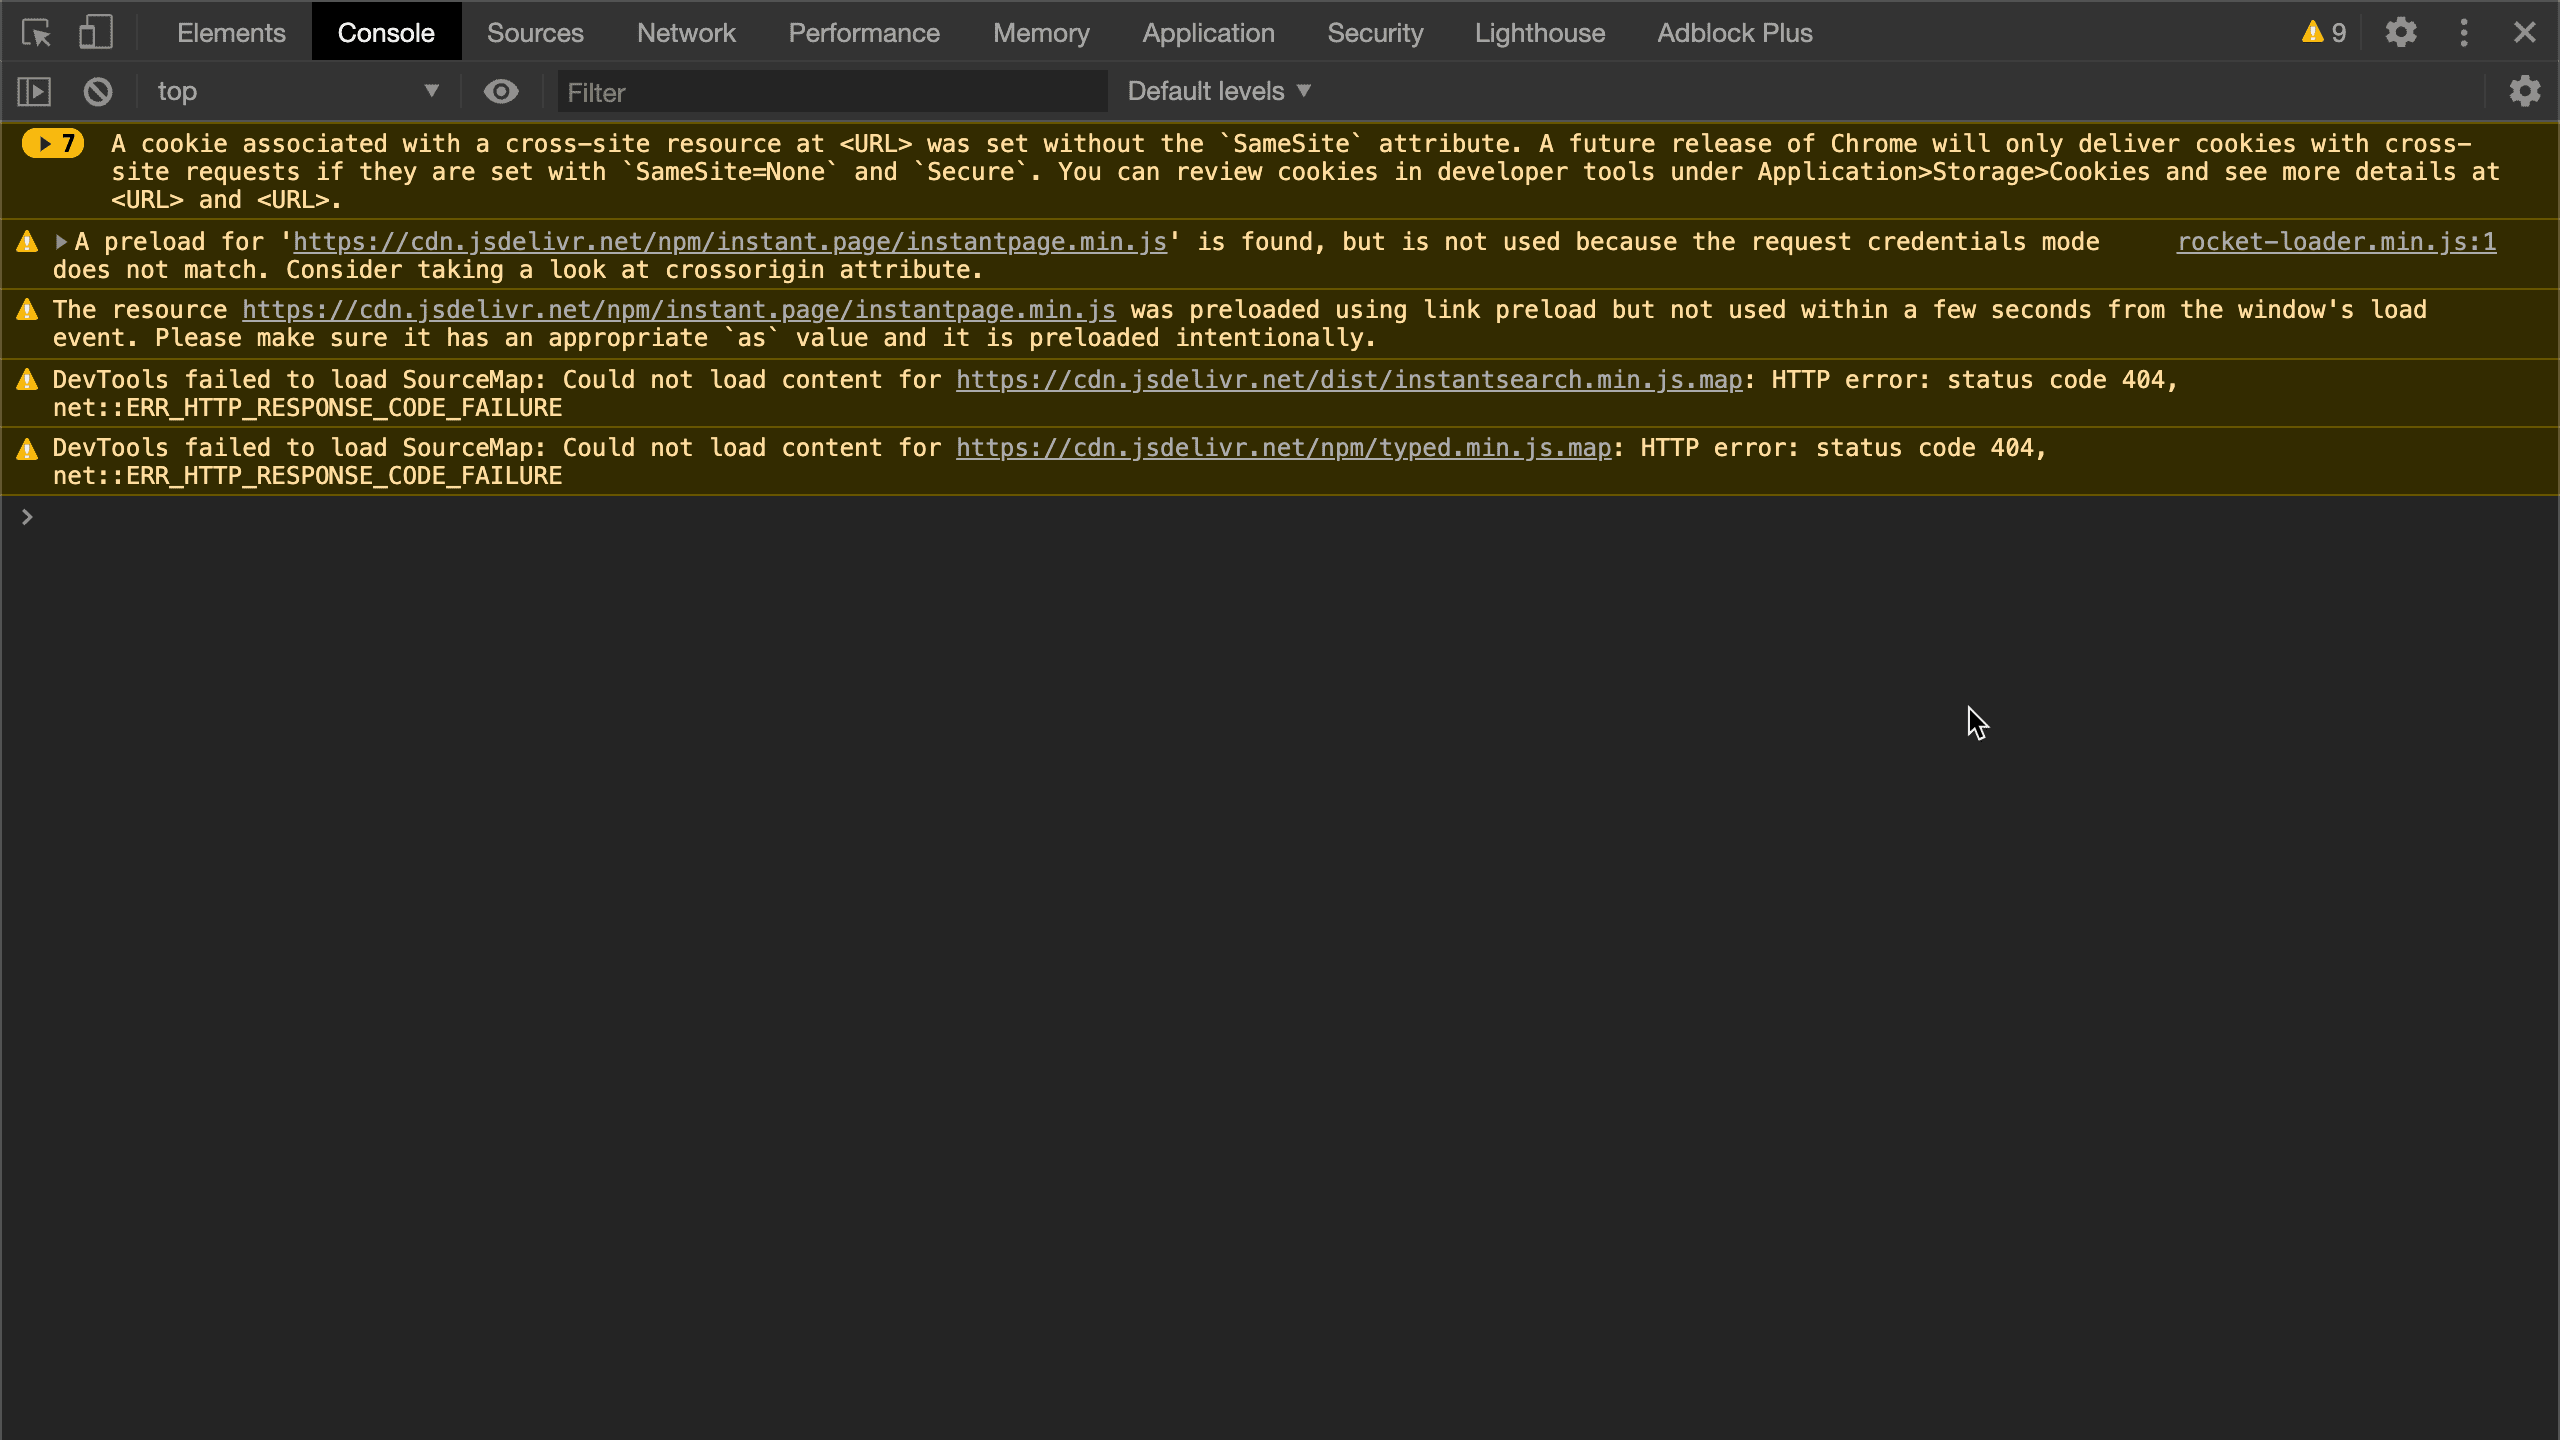 Elements Console Sources Network Performance Memory Application Security Lighthouse Adblock Plus 9
top Filter Default levels
7 A cookie associated with a cross-site resource at <URL> was set without the `SameSite` attribute. A future release of Chrome will only deliver cookies with cross-
site requests if they are set with `SameSite=None` and `Secure`. You can review cookies in developer tools under Application>Storage>Cookies and see more details at
<URL> and <URL>.
A preload for 'https://cdn.jsdelivr.net/npm/instant.page/instantpage.min.js' is found, but is not used because the request credentials mode rocket-loader.min.js:1
does not match. Consider taking a look at crossorigin attribute.
The resource https://cdn.jsdelivr.net/npm/instant.page/instantpage.min.js was preloaded using link preload but not used within a few seconds from the window's load
event. Please make sure it has an appropriate `as` value and it is preloaded intentionally.
DevTools failed to load SourceMap: Could not load content for https://cdn.jsdelivr.net/dist/instantsearch.min.js.map: HTTP error: status code 404,
net::ERR_HTTP_RESPONSE_CODE_FAILURE
DevTools failed to load SourceMap: Could not load content for https://cdn.jsdelivr.net/npm/typed.min.js.map: HTTP error: status code 404,
net::ERR_HTTP_RESPONSE_CODE_FAILURE